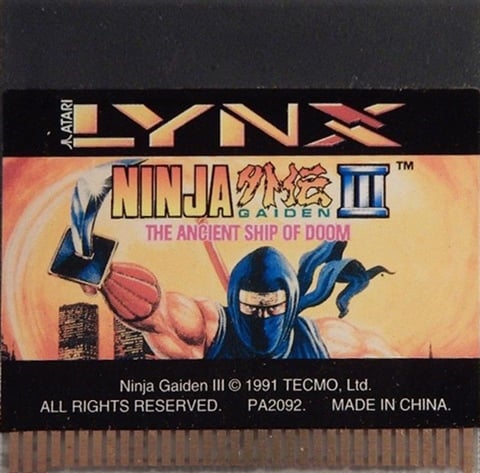 ATARI LYNX
NINJA 外伝 III ™
GAIDEN
THE ANCIENT SHIP OF DOOM
Ninja Gaiden III © 1991 TECMO, Ltd.
ALL RIGHTS RESERVED. PA2092. MADE IN CHINA.